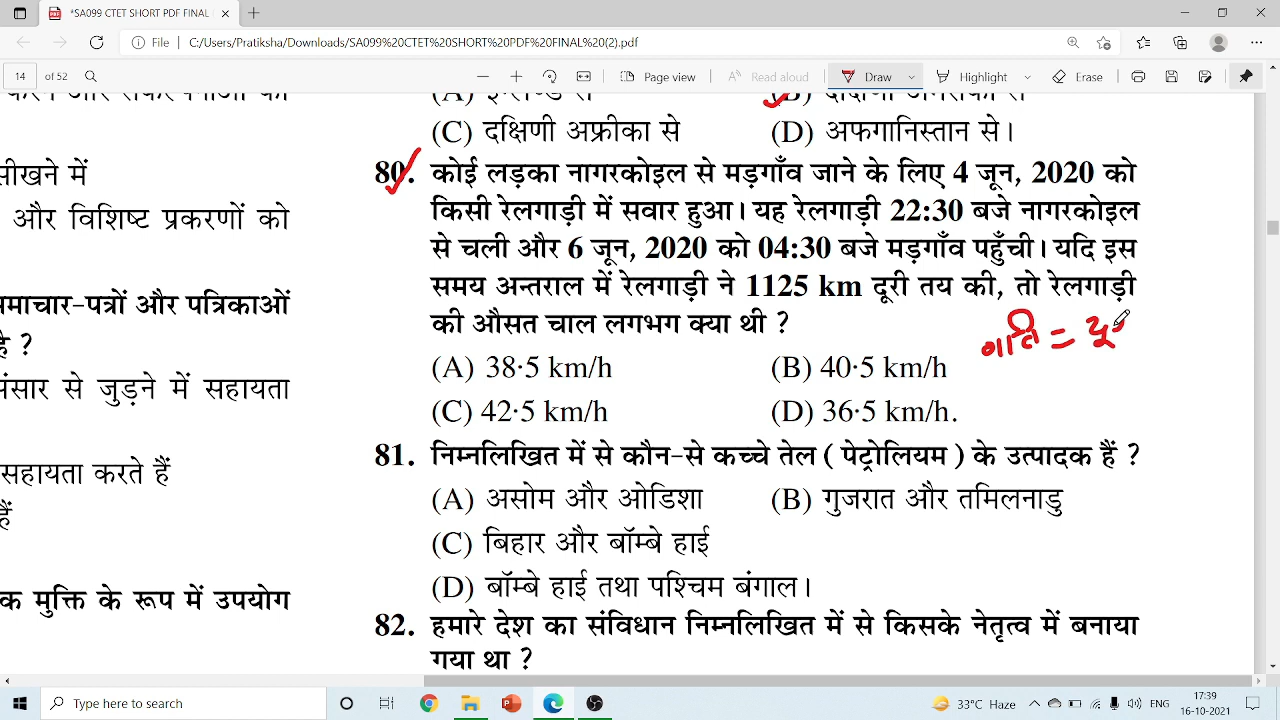 *SA099 CTET SHORT PDF FINAL
File
C:/Users/Pratiksha/Downloads/SA099%20CTET%20SHORT%20PDF%20FINAL%20(2).pdf
14 of 52
Page view
Read aloud
Draw
Highlight
Erase
सीखने में
और विशिष्ट प्रकरणों को
समाचार-पत्रों और पत्रिकाओं
है ?
संसार से जुड़ने में सहायता
सहायता करते हैं
हैं
क मुक्ति के रूप में उपयोग
(C) दक्षिणी अफ्रीका से (D) अफगानिस्तान से।
80. कोई लड़का नागरकोइल से मड़गाँव जाने के लिए 4 जून, 2020 को
किसी रेलगाड़ी में सवार हुआ। यह रेलगाड़ी 22:30 बजे नागरकोइल
से चली और 6 जून, 2020 को 04:30 बजे मड़गाँव पहुँची। यदि इस
समय अन्तराल में रेलगाड़ी ने 1125 km दूरी तय की, तो रेलगाड़ी
की औसत चाल लगभग क्या थी ?
गति =
(A) 38·5 km/h (B) 40·5 km/h
(C) 42·5 km/h (D) 36·5 km/h.
81. निम्नलिखित में से कौन-से कच्चे तेल ( पेट्रोलियम ) के उत्पादक हैं ?
(A) असोम और ओडिशा (B) गुजरात और तमिलनाडु
(C) बिहार और बॉम्बे हाई
(D) बॉम्बे हाई तथा पश्चिम बंगाल।
82. हमारे देश का संविधान निम्नलिखित में से किसके नेतृत्व में बनाया
गया था ?
Type here to search
33°C Haze
ENG
17:39
16-10-2021